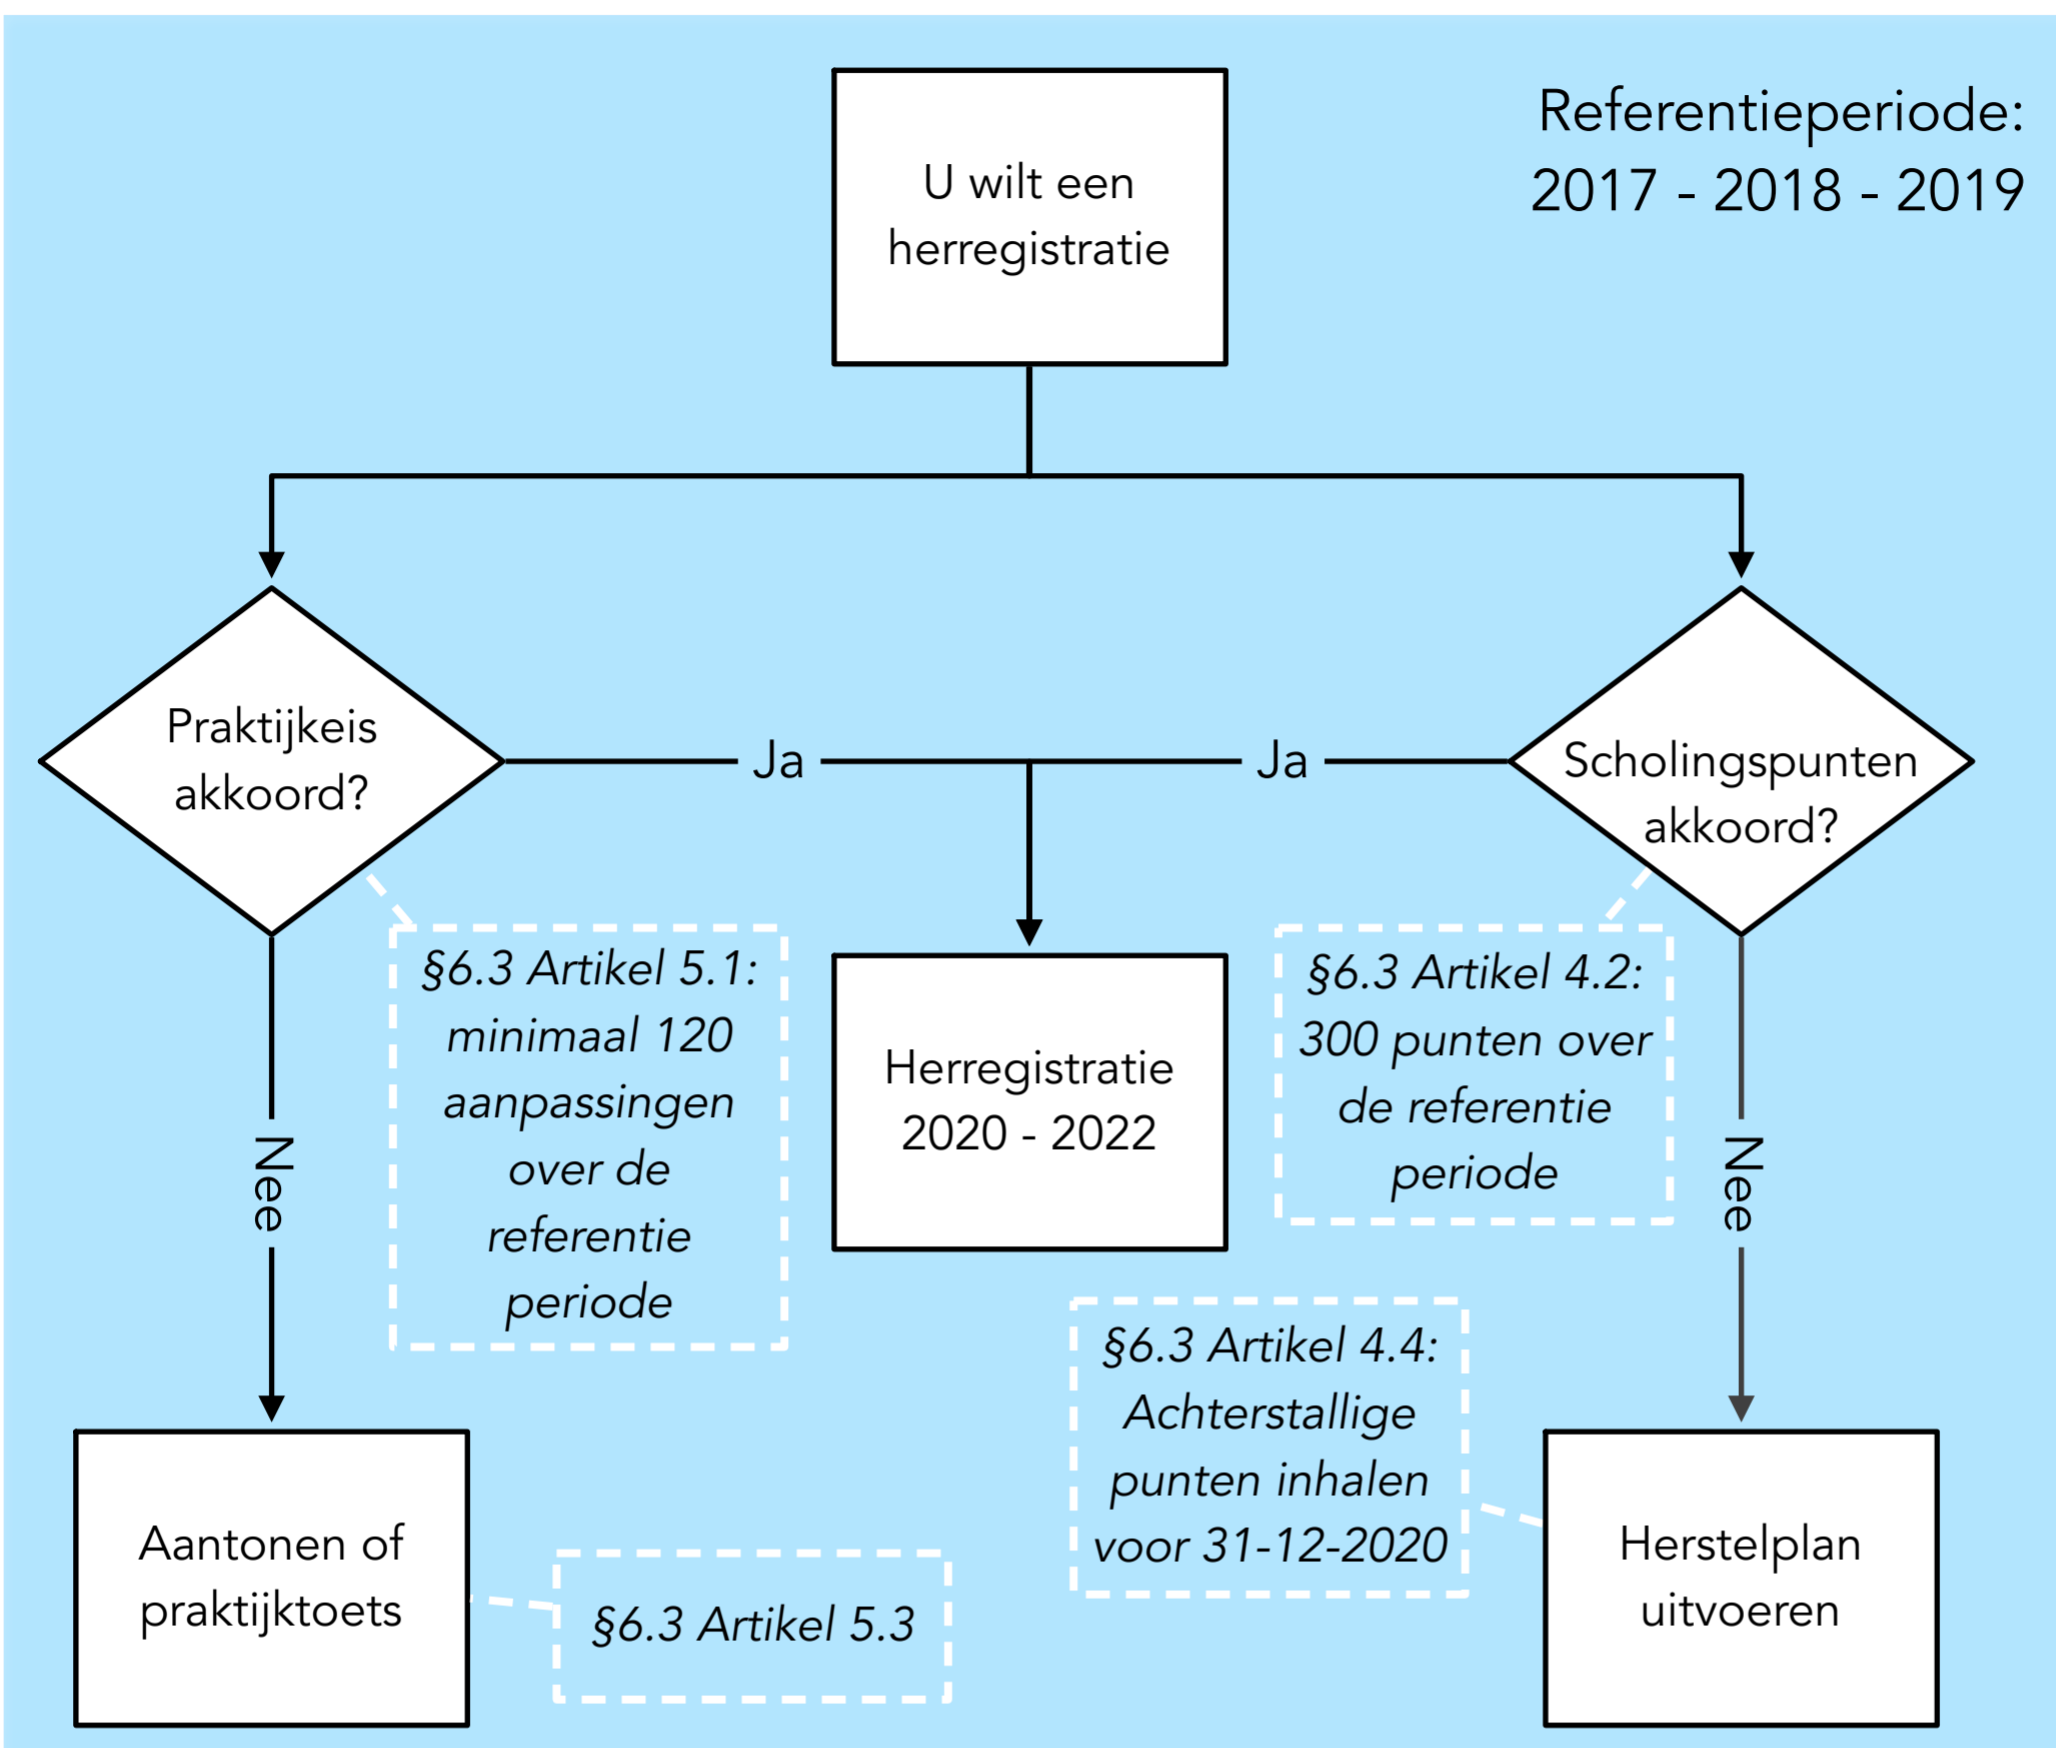 Referentieperiode:
2017 - 2018 - 2019
U wilt een
herregistratie
Praktijkeis
akkoord?
Ja
Ja
Scholingspunten
akkoord?
§6.3 Artikel 5.1:
minimaal 120
aanpassingen
over de
referentie
periode
Herregistratie
2020 - 2022
§6.3 Artikel 4.2:
300 punten over
de referentie
periode
Nee
Nee
§6.3 Artikel 4.4:
Achterstallige
punten inhalen
voor 31-12-2020
Aantonen of
praktijktoets
§6.3 Artikel 5.3
Herstelplan
uitvoeren